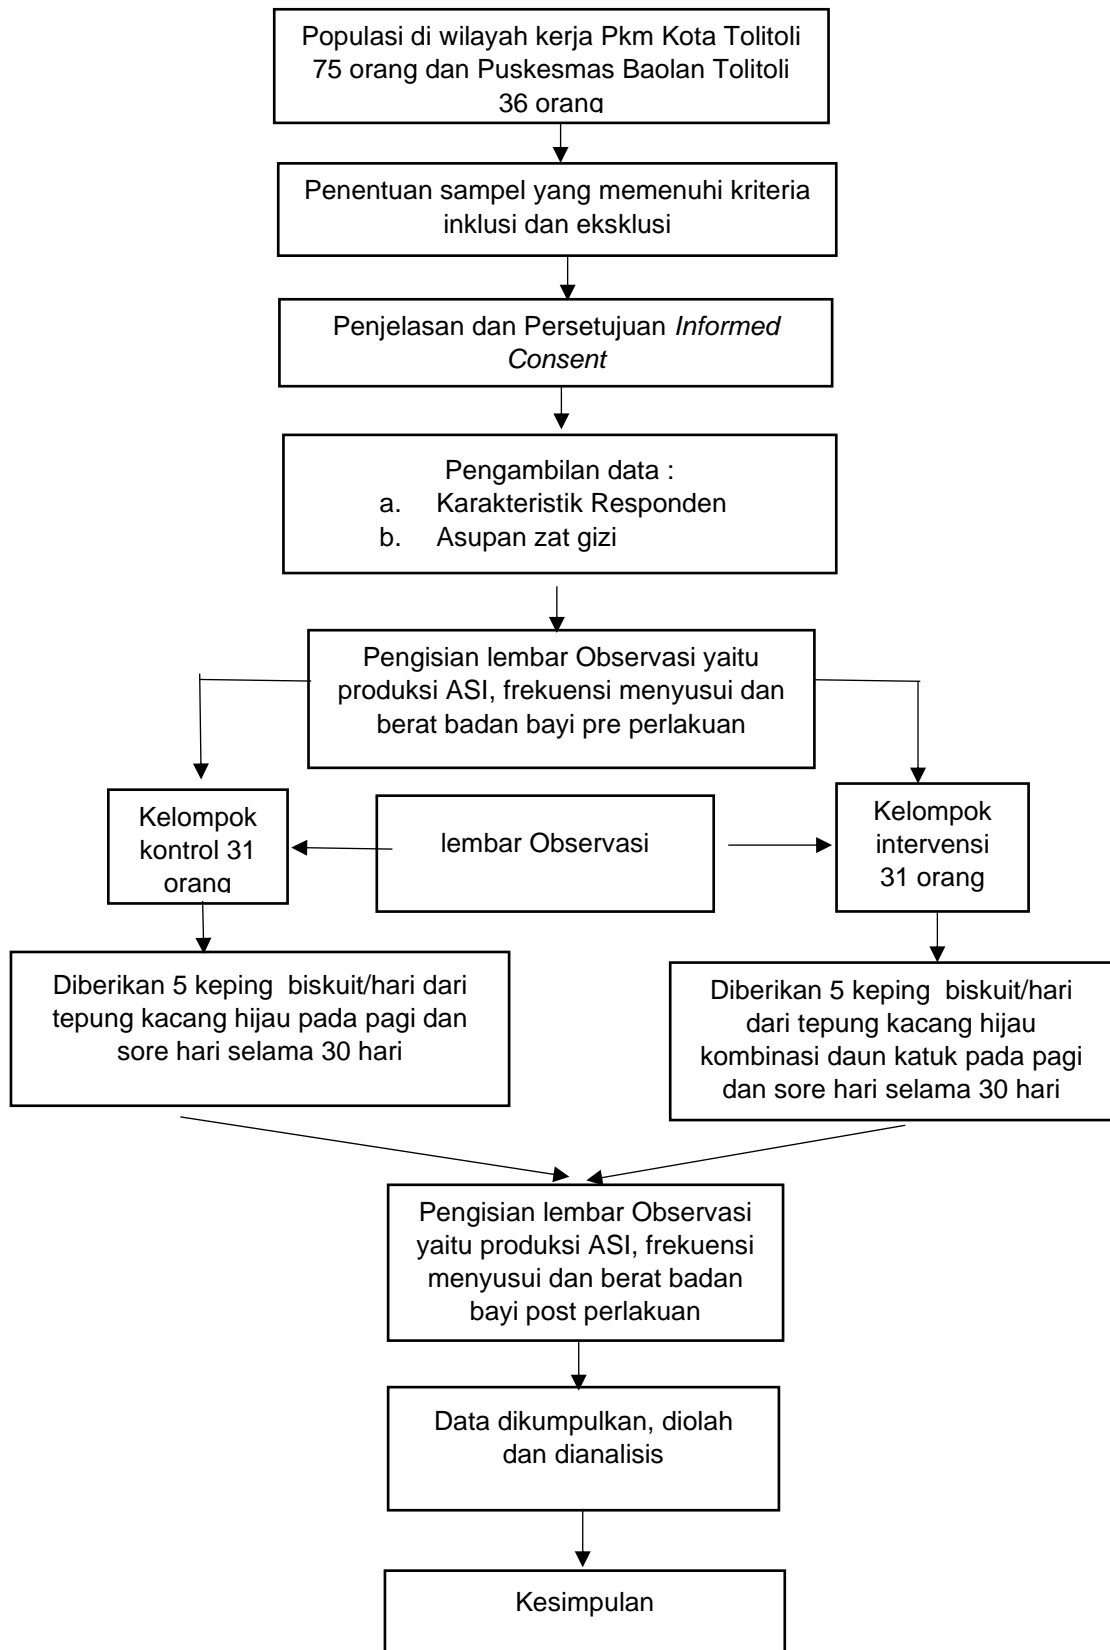 Populasi di wilayah kerja Pkm Kota Tolitoli
75 orang dan Puskesmas Baolan Tolitoli
36 orang
Penentuan sampel yang memenuhi kriteria
inklusi dan eksklusi
Penjelasan dan Persetujuan Informed
Consent
Pengambilan data :
a. Karakteristik Responden
b. Asupan zat gizi
Pengisian lembar Observasi yaitu
produksi ASI, frekuensi menyusui dan
berat badan bayi pre perlakuan
Kelompok
kontrol 31
orang
lembar Observasi
Kelompok
intervensi
31 orang
Diberikan 5 keping biskuit/hari dari
tepung kacang hijau pada pagi dan
sore hari selama 30 hari
Diberikan 5 keping biskuit/hari
dari tepung kacang hijau
kombinasi daun katuk pada pagi
dan sore hari selama 30 hari
Pengisian lembar Observasi
yaitu produksi ASI, frekuensi
menyusui dan berat badan
bayi post perlakuan
Data dikumpulkan, diolah
dan dianalisis
Kesimpulan